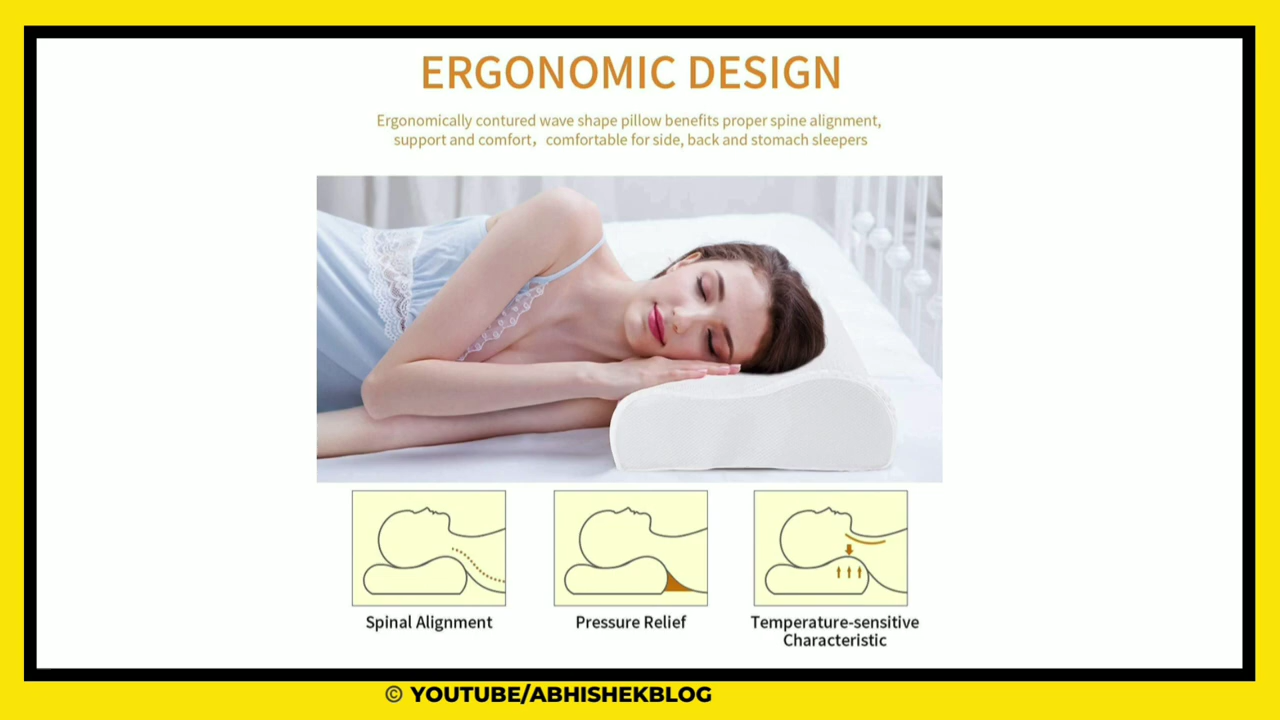 ERGONOMIC DESIGN
Ergonomically contured wave shape pillow benefits proper spine alignment,
support and comfort, comfortable for side, back and stomach sleepers
Spinal Alignment
Pressure Relief
Temperature-sensitive
Characteristic
© YOUTUBE/ABHISHEKBLOG